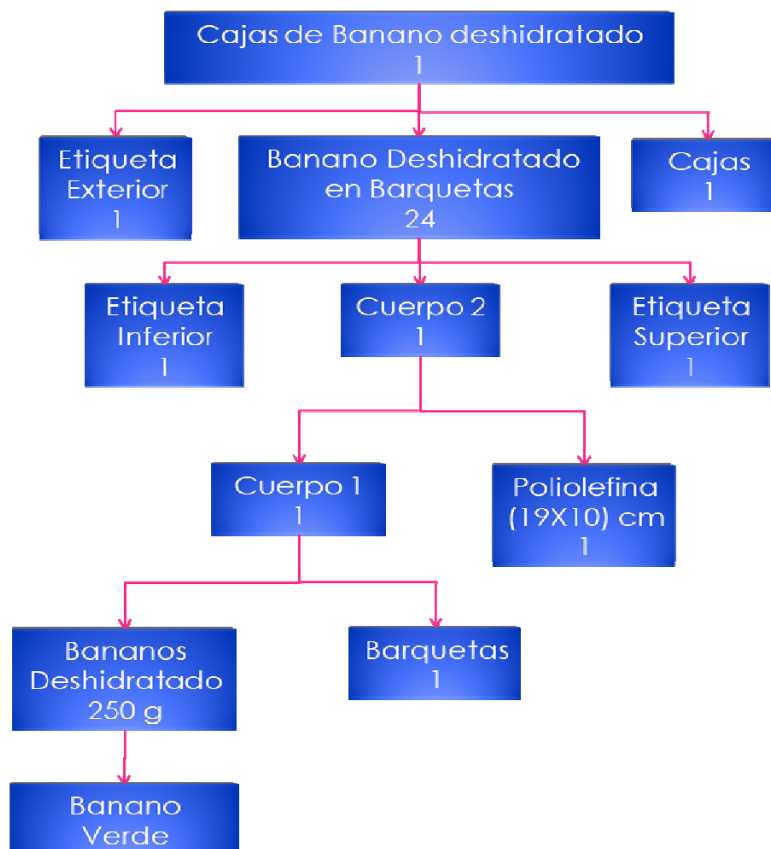 Cajas de Banano deshidratado
1
Etiqueta
Exterior
1
Banano Deshidratado
en Barquetas
24
Cajas
1
Etiqueta
Inferior
1
Cuerpo 2
1
Etiqueta
Superior
1
Cuerpo 1
1
Poliolefina
(19X10) cm
1
Bananos
Deshidratado
250 g
Barquetas
1
Banano
Verde